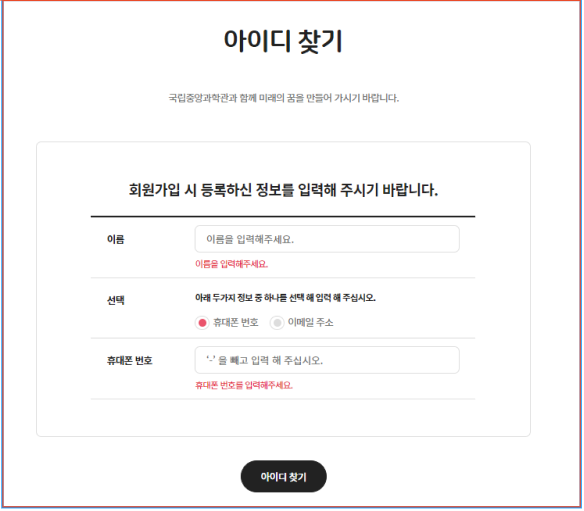 아이디 찾기
국립중앙과학관과 함께 미래의 꿈을 만들어 가시기 바랍니다.
회원가입 시 등록하신 정보를 입력해 주시기 바랍니다.
이름
이름을 입력해주세요.
이름을 입력해주세요.
선택
아래 두가지 정보 중 하나를 선택 해 입력 해 주십시오.
휴대폰 번호 이메일 주소
휴대폰 번호
'-' 을 빼고 입력 해 주십시오.
휴대폰 번호를 입력해주세요.
아이디 찾기